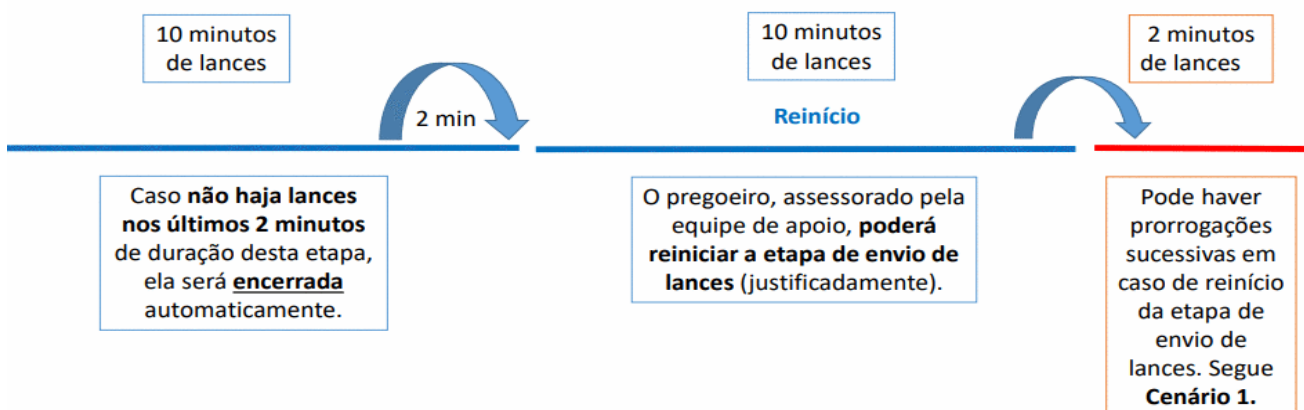 10 minutos
de lances
2 min
10 minutos
de lances
Reinício
2 minutos
de lances
Caso não haja lances
nos últimos 2 minutos
de duração desta etapa,
ela será encerrada
automaticamente.
O pregoeiro, assessorado pela
equipe de apoio, poderá
reiniciar a etapa de envio de
lances (justificadamente).
Pode haver
prorrogações
sucessivas em
caso de reinício
da etapa de
envio de
lances. Segue
Cenário 1.